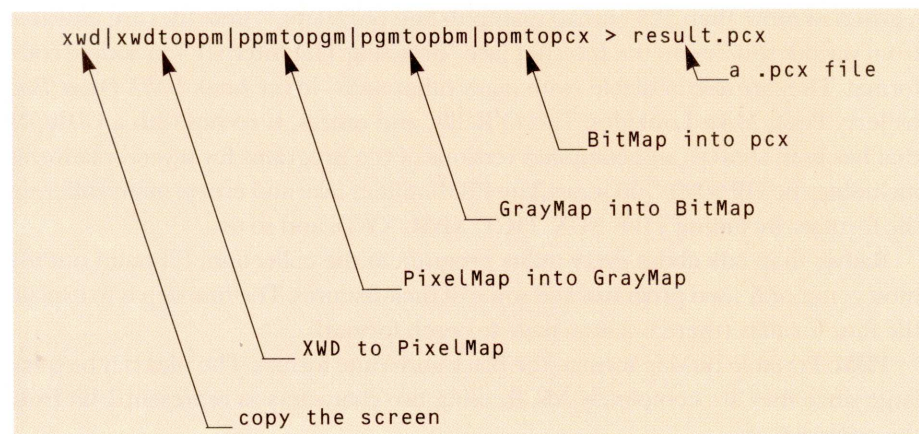 xwd|xwdtoppm|ppmtopgm|pgmtopbm|ppmtopcx > result.pcx
a .pcx file
BitMap into pcx
GrayMap into BitMap
PixelMap into GrayMap
XWD to PixelMap
copy the screen